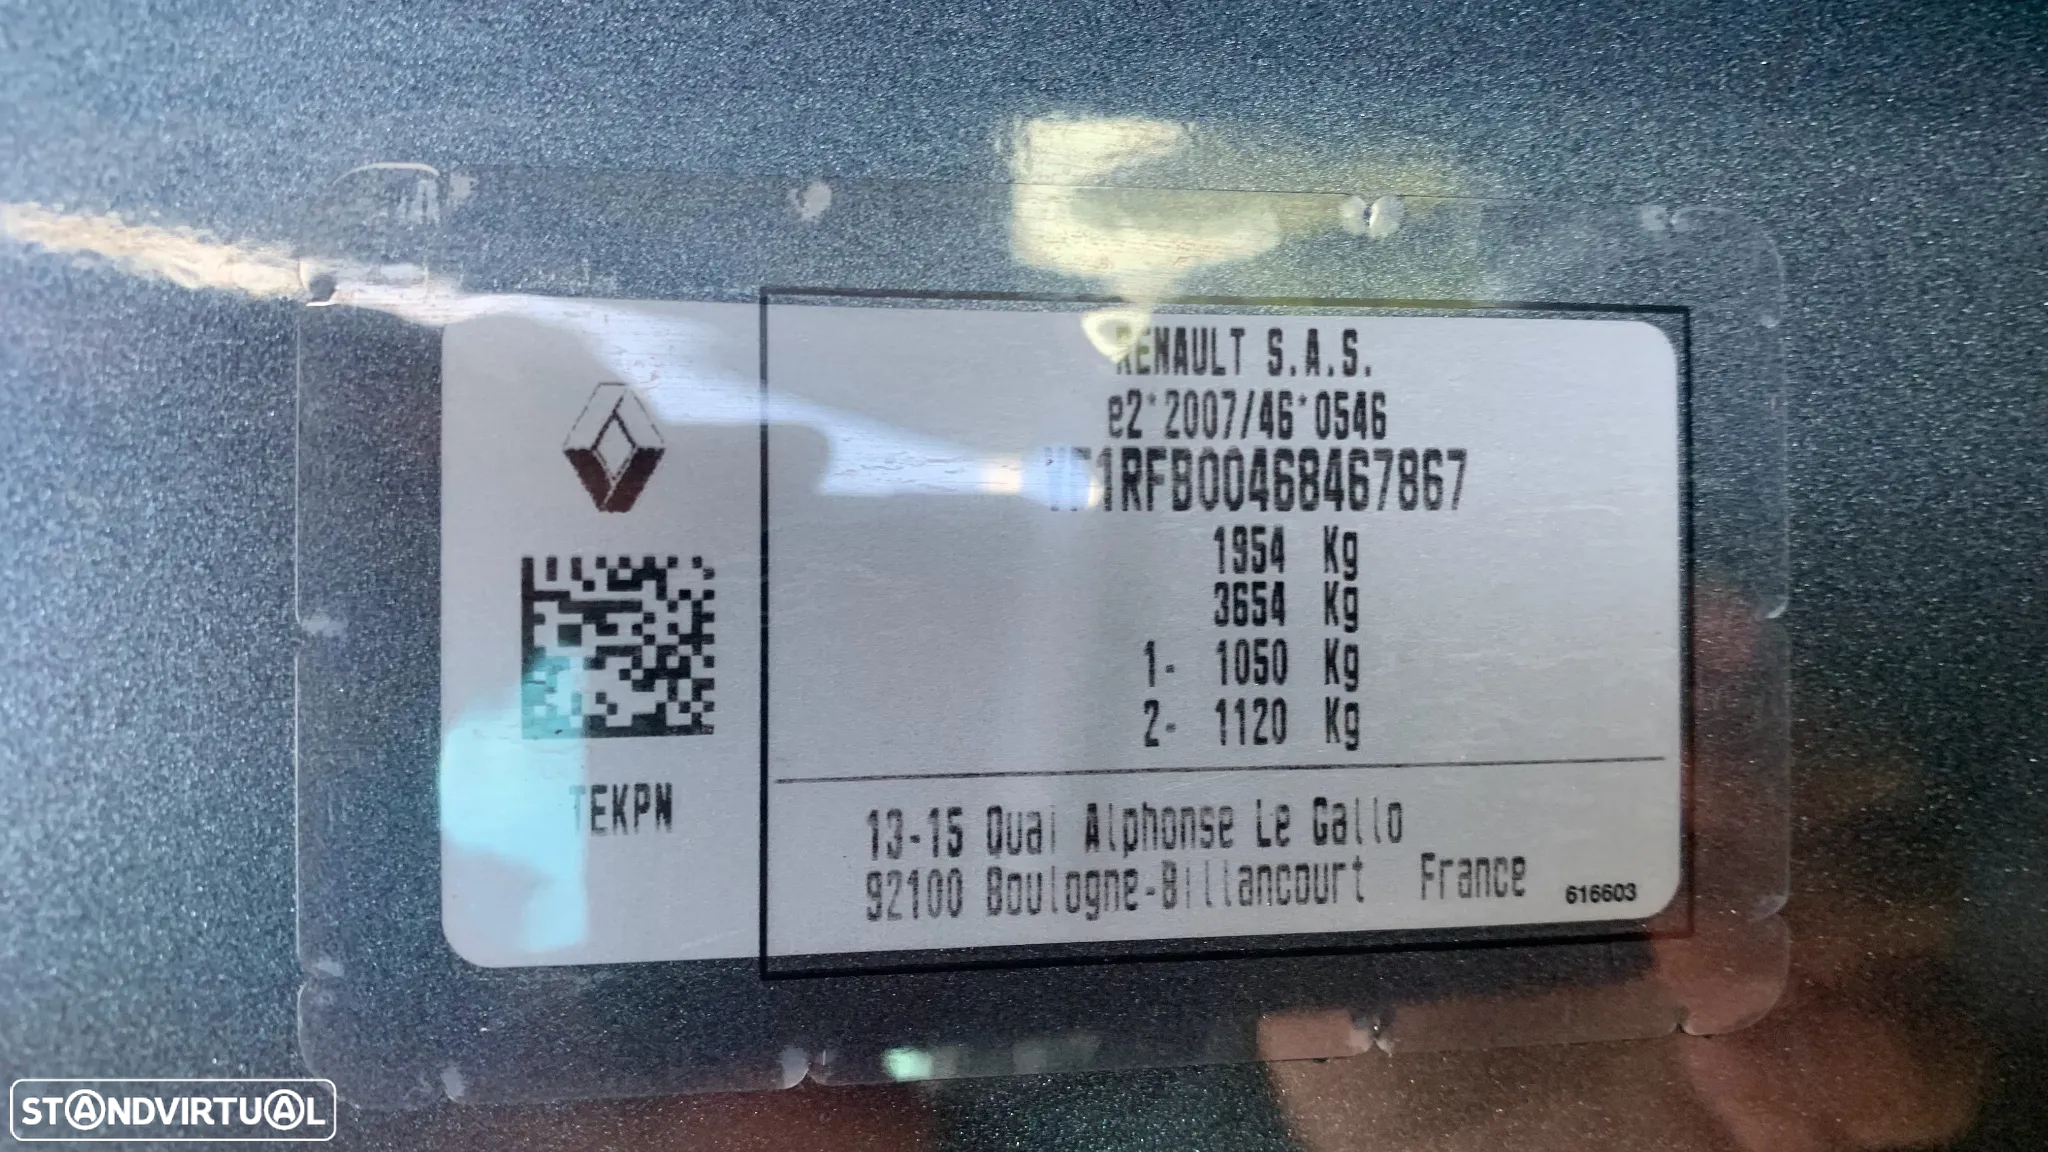 RENAULT S.A.S.
e2*2007/46*0546
VF1RFB00468467867
1954 Kg
3654 Kg
1- 1050 Kg
2- 1120 Kg
TEKPN
13-15 Quai Alphonse Le Gallo
92100 Boulogne-Billancourt France
616603
STANDVIRTUAL